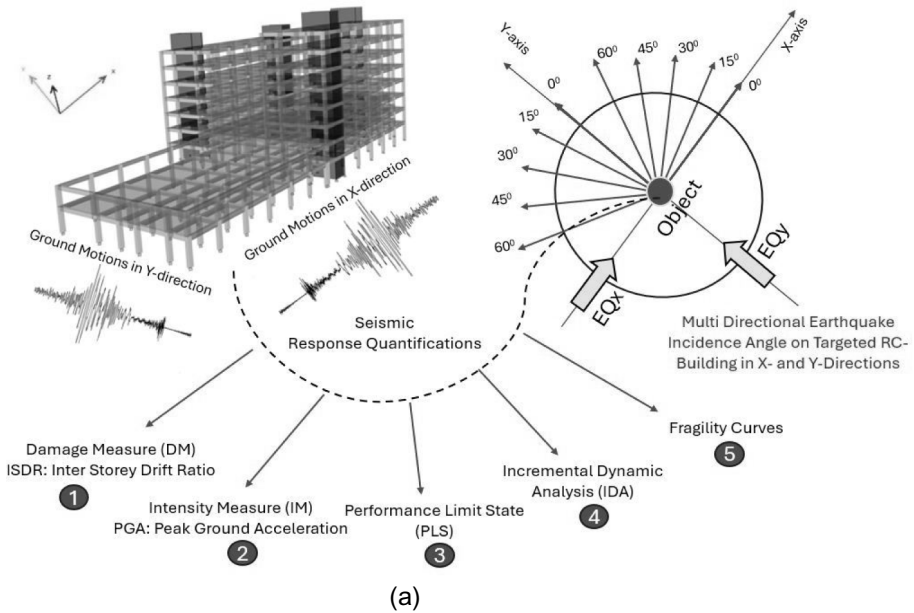 Y-axis
X-axis
60⁰
45⁰
30⁰
15⁰
0⁰
0⁰
15⁰
30⁰
45⁰
60⁰
Object
EQx
EQy
x
z
Ground Motions in X-direction
Ground Motions in Y-direction
Seismic
Response Quantifications
Multi Directional Earthquake
Incidence Angle on Targeted RC-
Building in X- and Y-Directions
Damage Measure (DM)
ISDR: Inter Storey Drift Ratio
1
Intensity Measure (IM)
PGA: Peak Ground Acceleration
2
Performance Limit State
(PLS)
3
Incremental Dynamic
Analysis (IDA)
4
Fragility Curves
5
(a)